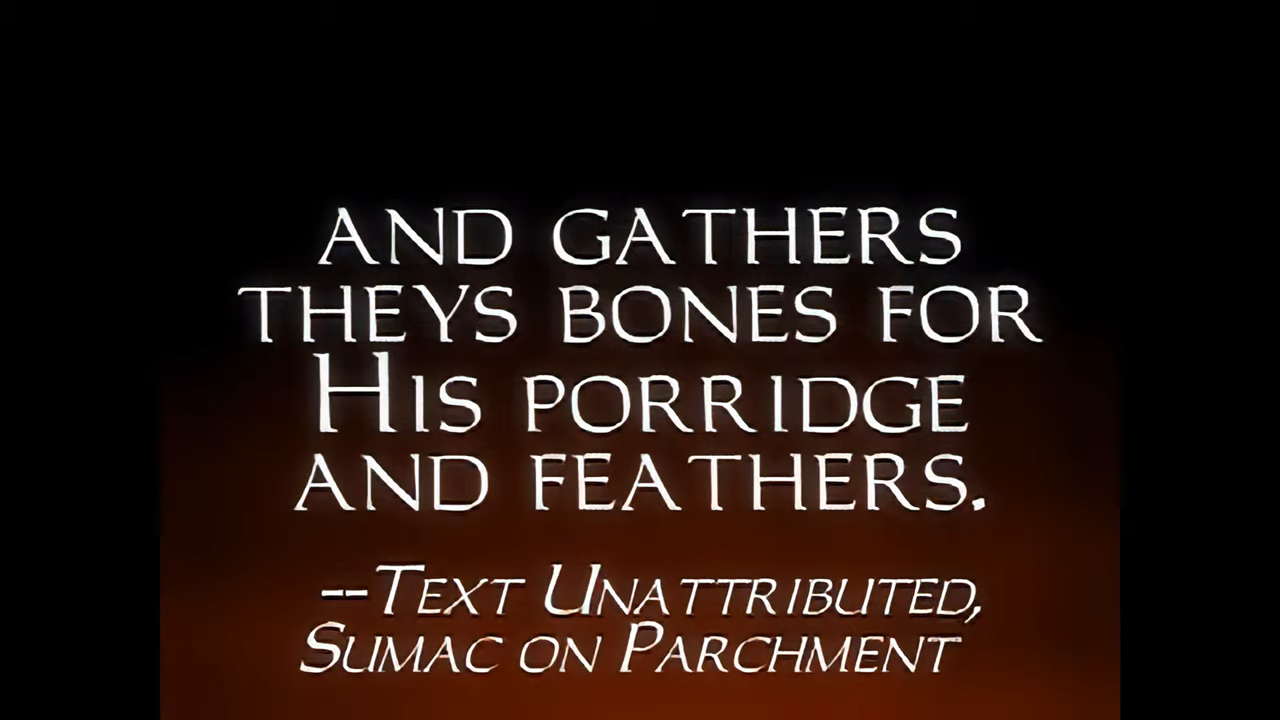 AND GATHERS
THEYS BONES FOR
HIS PORRIDGE
AND FEATHERS.
--TEXT UNATTRIBUTED,
SUMAC ON PARCHMENT